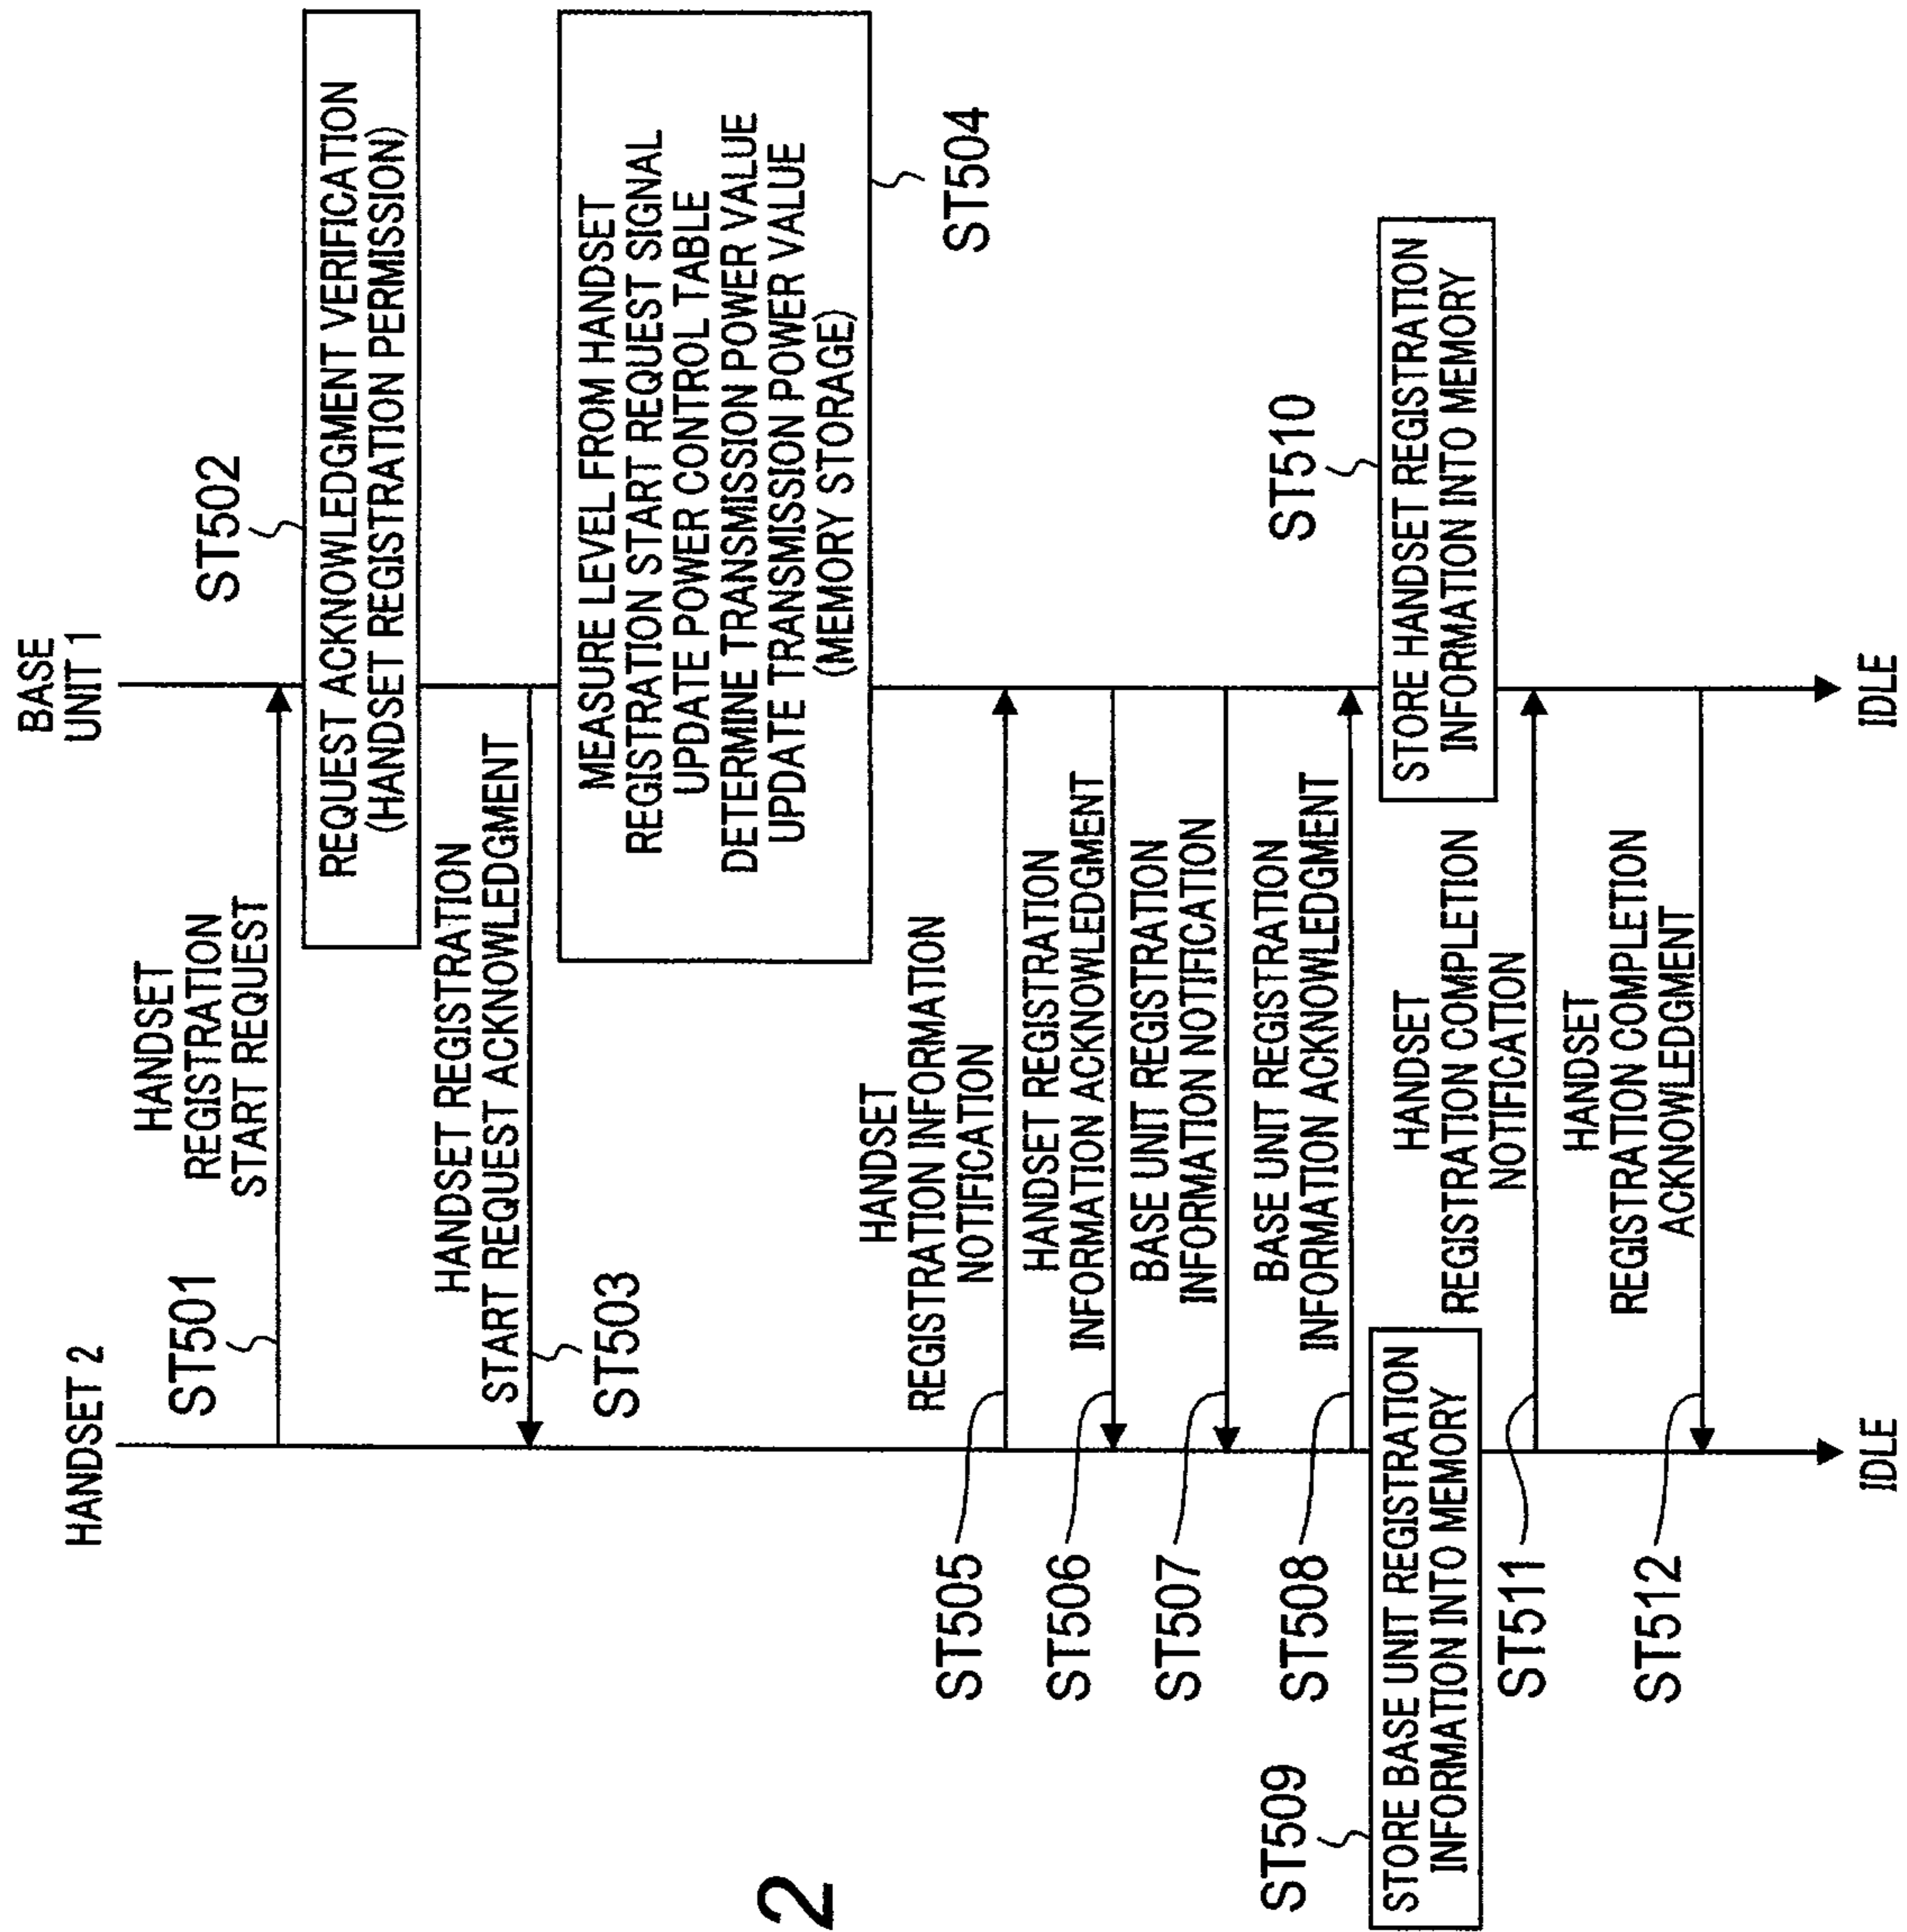 HANDSET 2
BASE
UNIT 1
ST501
HANDSET
REGISTRATION
START REQUEST
ST502
REQUEST ACKNOWLEDGMENT VERIFICATION
(HANDSET REGISTRATION PERMISSION)
HANDSET REGISTRATION
START REQUEST ACKNOWLEDGMENT
ST503
MEASURE LEVEL FROM HANDSET
REGISTRATION START REQUEST SIGNAL
UPDATE POWER CONTROL TABLE
DETERMINE TRANSMISSION POWER VALUE
UPDATE TRANSMISSION POWER VALUE
(MEMORY STORAGE)
ST504
2
HANDSET
REGISTRATION INFORMATION
NOTIFICATION
ST505
HANDSET REGISTRATION
INFORMATION ACKNOWLEDGMENT
ST506
BASE UNIT REGISTRATION
INFORMATION NOTIFICATION
ST507
BASE UNIT REGISTRATION
INFORMATION ACKNOWLEDGMENT
ST508
ST509
STORE BASE UNIT REGISTRATION
INFORMATION INTO MEMORY
ST510
STORE HANDSET REGISTRATION
INFORMATION INTO MEMORY
HANDSET
REGISTRATION COMPLETION
NOTIFICATION
ST511
HANDSET
REGISTRATION COMPLETION
ACKNOWLEDGMENT
ST512
IDLE
IDLE